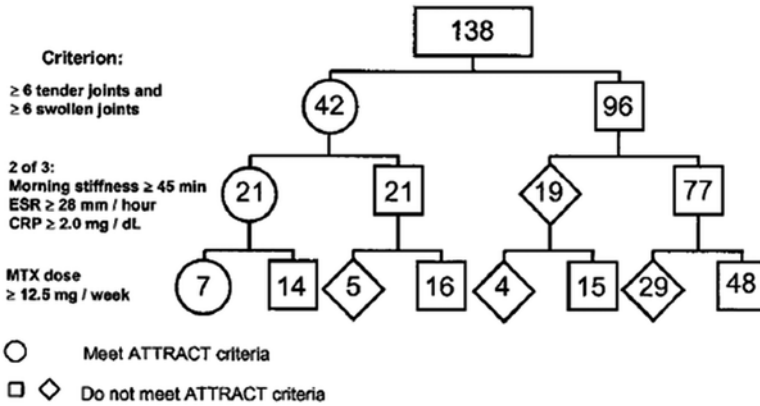 138
Criterion:
≥ 6 tender joints and
≥ 6 swollen joints
42
96
2 of 3:
Morning stiffness ≥ 45 min
ESR ≥ 28 mm / hour
CRP ≥ 2.0 mg / dL
21
21
19
77
MTX dose
≥ 12.5 mg / week
7
14
5
16
4
15
29
48
Meet ATTRACT criteria
Do not meet ATTRACT criteria